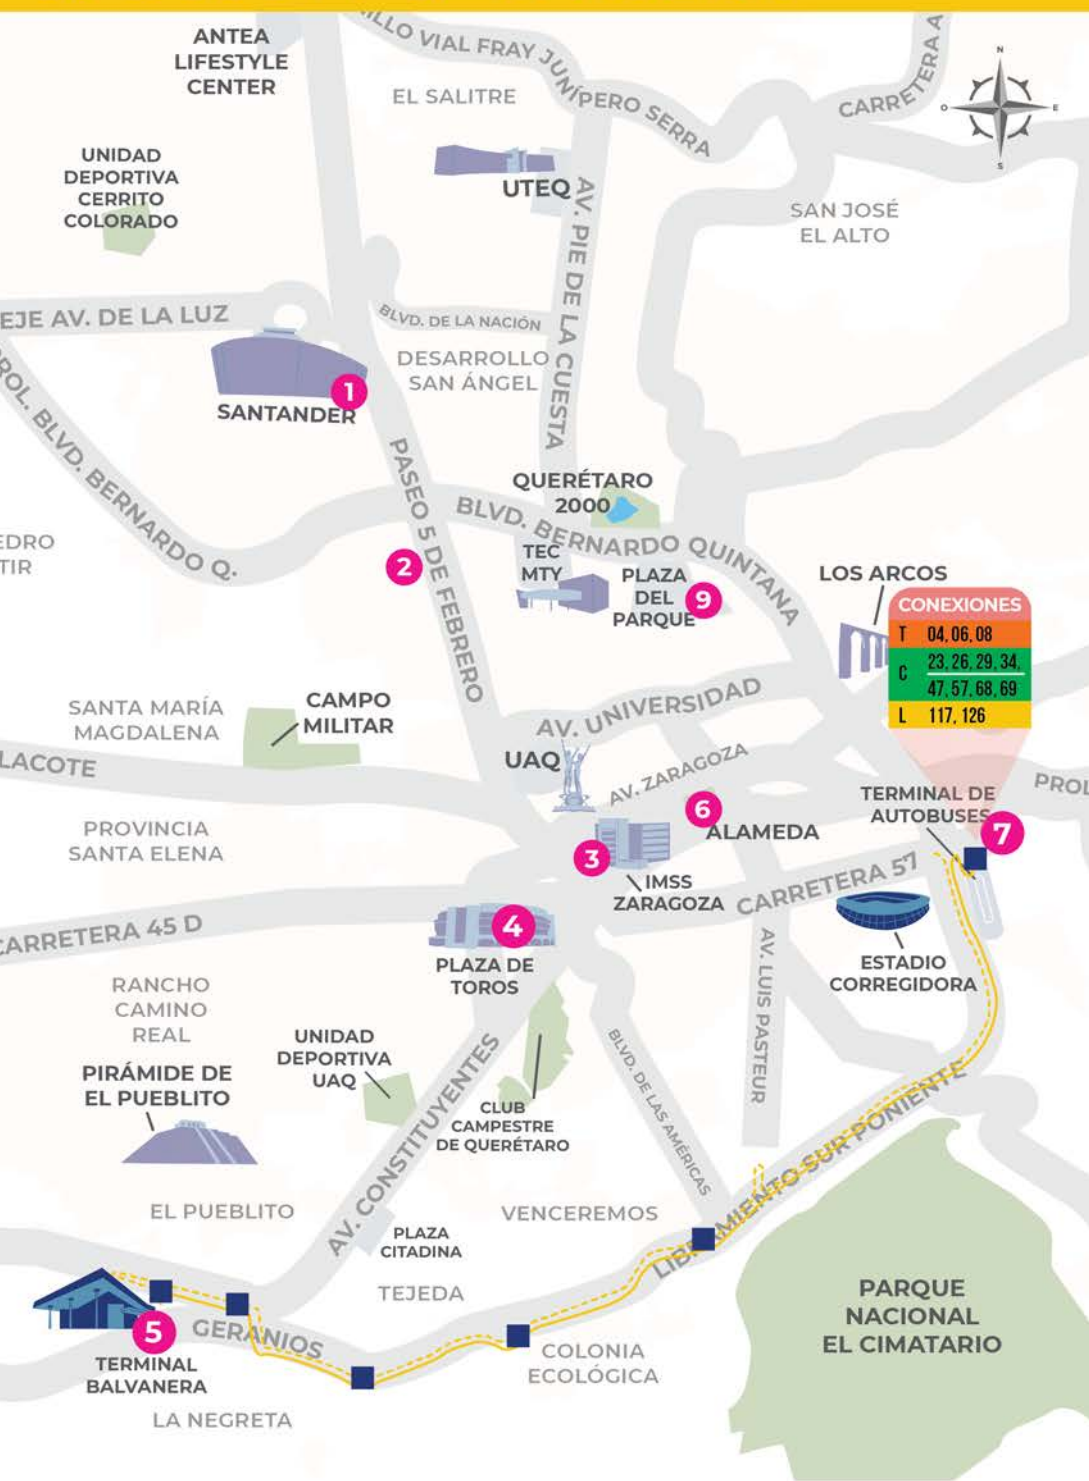 ANTEA
LIFESTYLE
CENTER
VIAL FRAY JUNÍPERO SERRA
CARRETERA A
N
O
E
S
EL SALITRE
UNIDAD
DEPORTIVA
CERRITO
COLORADO
UTEQ
AV. PIE DE LA CUESTA
SAN JOSÉ
EL ALTO
EJE AV. DE LA LUZ
BLVD. DE LA NACIÓN
DESARROLLO
SAN ÁNGEL
1
SANTANDER
BLVD. BERNARDO Q.
PASEO 5 DE FEBRERO
QUERÉTARO
2000
BLVD. BERNARDO QUINTANA
2
TEC
MTY
PLAZA
DEL
PARQUE
9
LOS ARCOS
CONEXIONES
T 04, 06, 08
C 23, 26, 29, 34,
47, 57, 68, 69
L 117, 126
SANTA MARÍA
MAGDALENA
CAMPO
MILITAR
AV. UNIVERSIDAD
UAQ
AV. ZARAGOZA
TERMINAL DE
AUTOBUSES
7
6
ALAMEDA
PROVINCIA
SANTA ELENA
3
IMSS
ZARAGOZA
CARRETERA 57
CARRETERA 45 D
4
PLAZA DE
TOROS
ESTADIO
CORREGIDORA
AV. LUIS PASTEUR
RANCHO
CAMINO
REAL
UNIDAD
DEPORTIVA
UAQ
PIRÁMIDE DE
EL PUEBLITO
AV. CONSTITUYENTES
CLUB
CAMPESTRE
DE QUERÉTARO
BLVD. DE LAS AMÉRICAS
LIBRAMIENTO SUR PONIENTE
EL PUEBLITO
VENCEREMOS
PLAZA
CITADINA
TEJEDA
PARQUE
NACIONAL
EL CIMATARIO
5
GERANIOS
TERMINAL
BALVANERA
COLONIA
ECOLÓGICA
LA NEGRETA